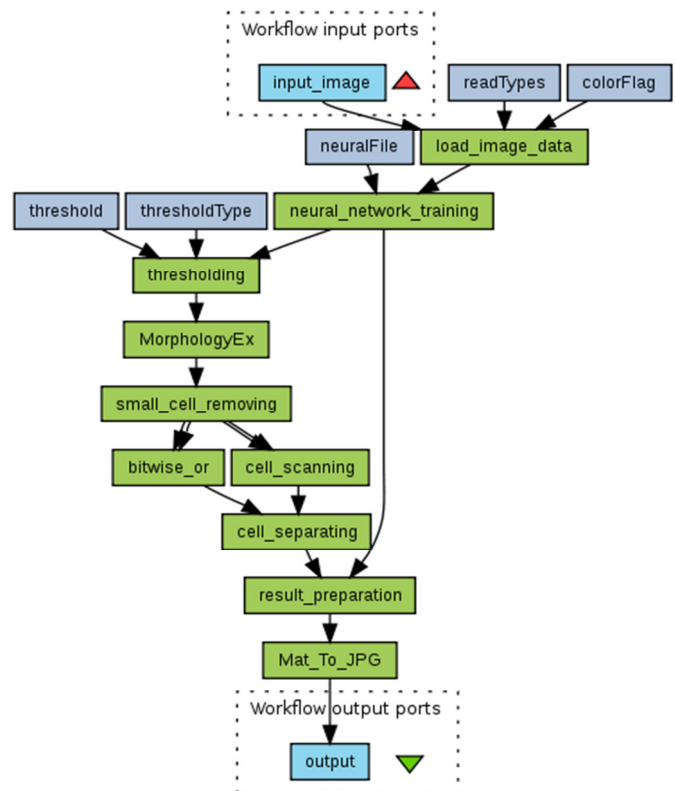 Workflow input ports
input_image
readTypes
colorFlag
neuralFile
load_image_data
threshold
thresholdType
neural_network_training
thresholding
MorphologyEx
small_cell_removing
bitwise_or
cell_scanning
cell_separating
result_preparation
Mat_To_JPG
Workflow output ports
output